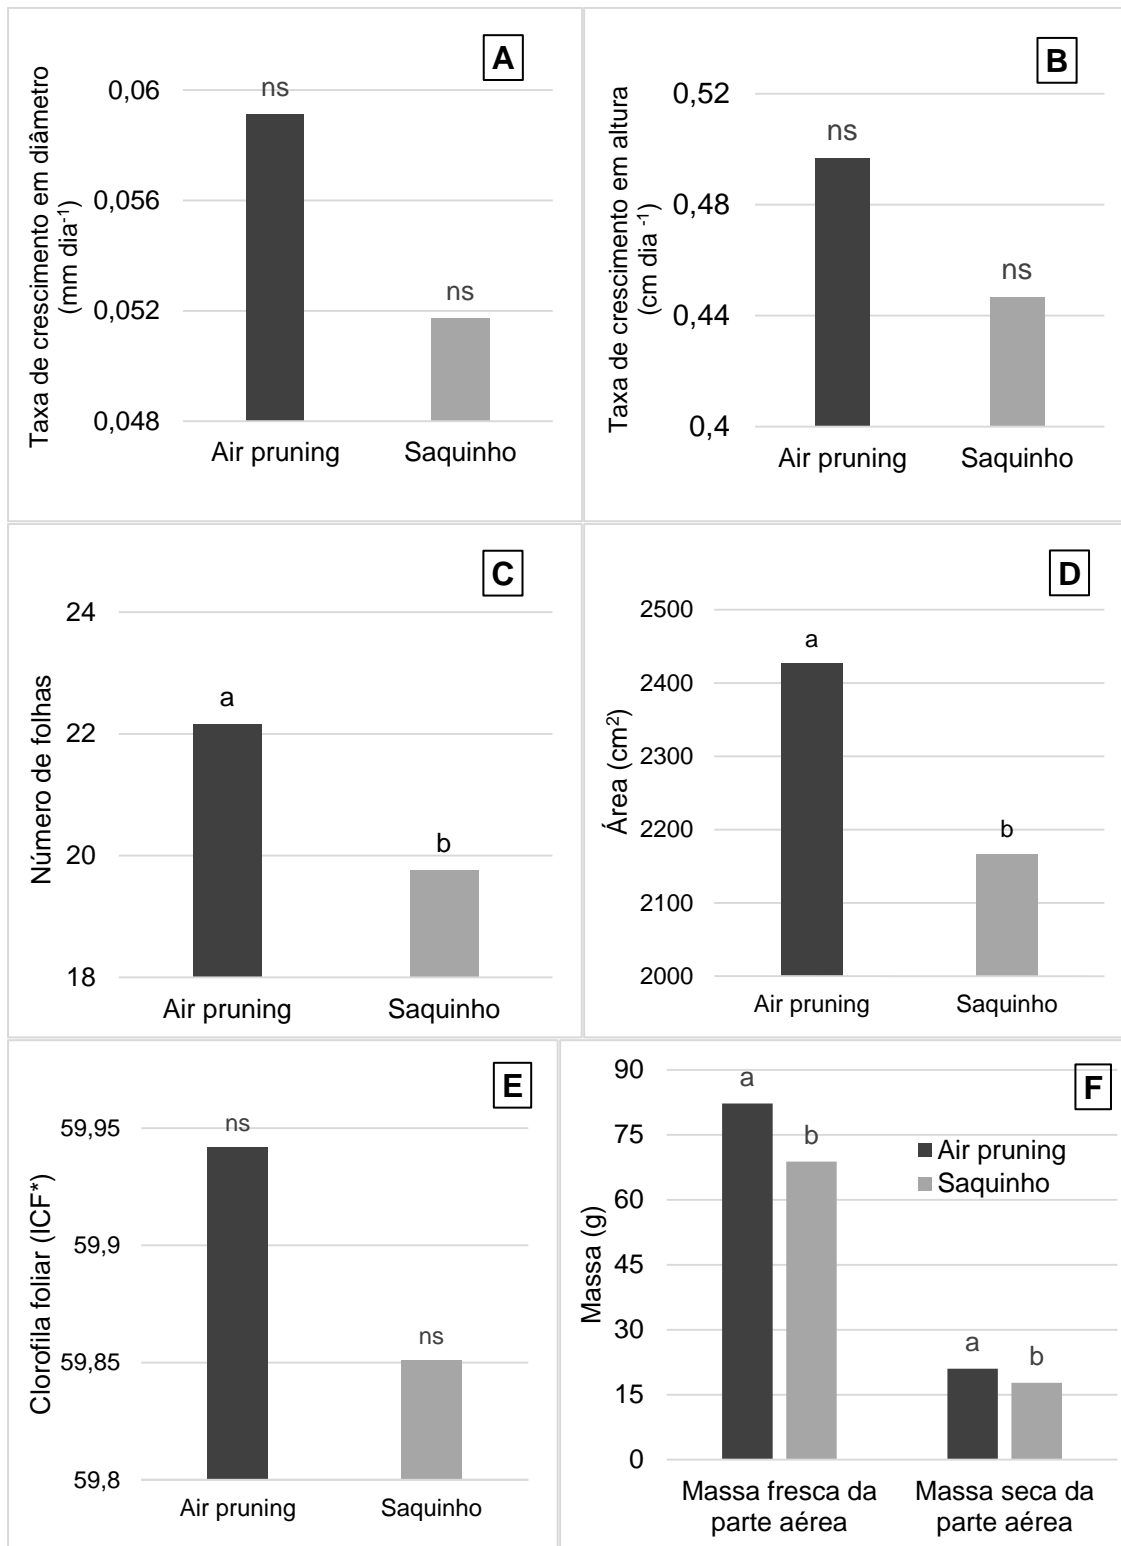 A
Taxa de crescimento em diâmetro
(mm dia-1)
0,06
0,056
0,052
0,048
ns
ns
Air pruning
Saquinho
B
Taxa de crescimento em altura
(cm dia -1)
0,52
0,48
0,44
0,4
ns
ns
Air pruning
Saquinho
C
Número de folhas
24
22
20
18
a
b
Air pruning
Saquinho
D
Área (cm2)
2500
2400
2300
2200
2100
2000
a
b
Air pruning
Saquinho
E
Clorofila foliar (ICF*)
59,95
59,9
59,85
59,8
ns
ns
Air pruning
Saquinho
F
Massa (g)
90
75
60
45
30
15
0
a
b
a
b
Air pruning
Saquinho
Massa fresca da
parte aérea
Massa seca da
parte aérea